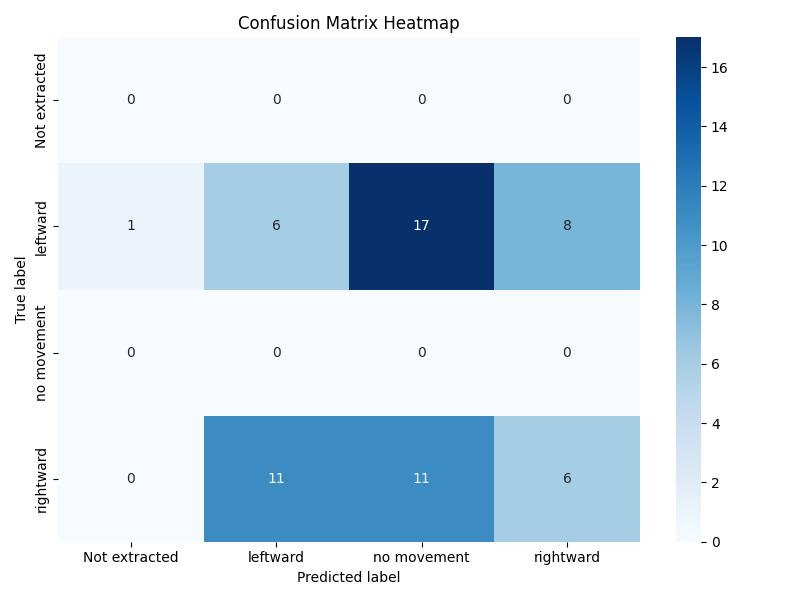 Confusion Matrix Heatmap
True label
Not extracted
0 0 0 0
leftward
1 6 17 8
no movement
0 0 0 0
rightward
0 11 11 6
Not extracted leftward no movement rightward
Predicted label
16
14
12
10
8
6
4
2
0